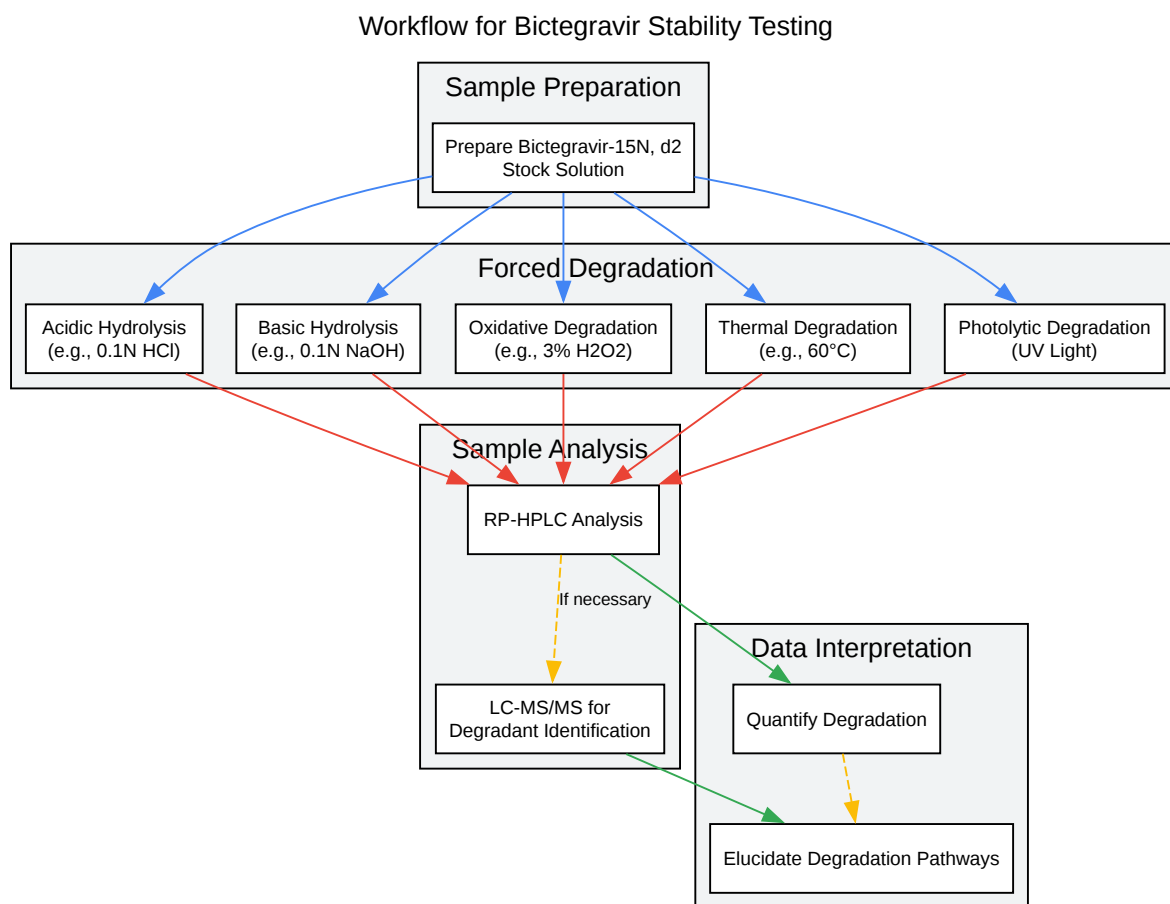 Workflow for Bictegravir Stability Testing
Sample Preparation
Prepare Bictegravir-15N, d2
Stock Solution
Forced Degradation
Acidic Hydrolysis
(e.g., 0.1N HCl)
Basic Hydrolysis
(e.g., 0.1N NaOH)
Oxidative Degradation
(e.g., 3% H2O2)
Thermal Degradation
(e.g., 60°C)
Photolytic Degradation
(UV Light)
Sample Analysis
RP-HPLC Analysis
If necessary
LC-MS/MS for
Degradant Identification
Data Interpretation
Quantify Degradation
Elucidate Degradation Pathways